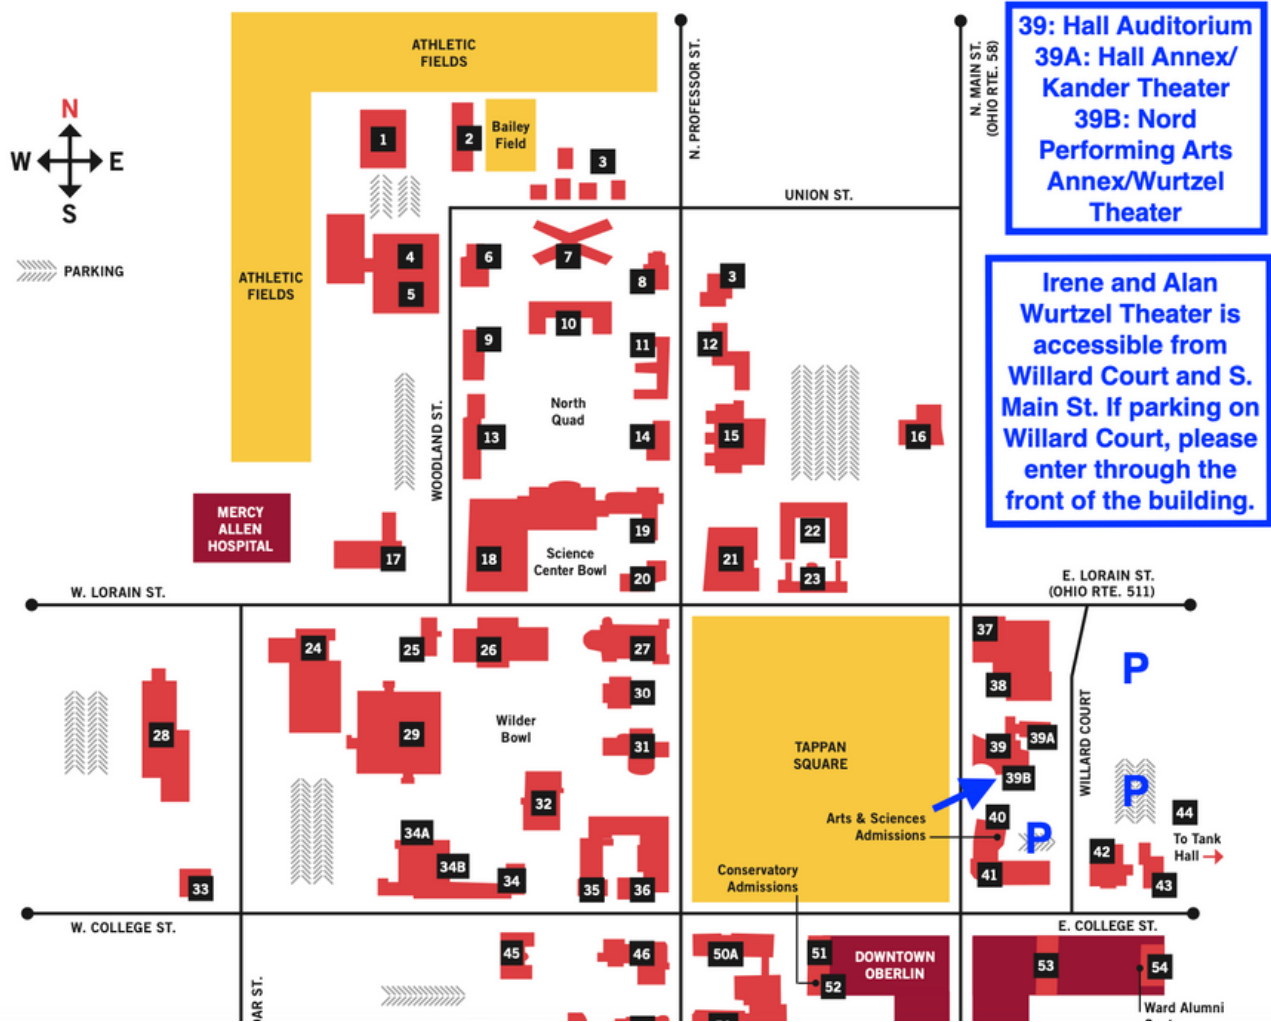 ATHLETIC
FIELDS
N. PROFESSOR ST.
N. MAIN ST.
(OHIO RTE. 58)
39: Hall Auditorium
39A: Hall Annex/
Kander Theater
39B: Nord
Performing Arts
Annex/Wurtzel
Theater
N
W E
S
PARKING
1
2
Bailey
Field
3
UNION ST.
ATHLETIC
FIELDS
4
5
6
7
8
3
9
10
11
12
Irene and Alan
Wurtzel Theater is
accessible from
Willard Court and S.
Main St. If parking on
Willard Court, please
enter through the
front of the building.
WOODLAND ST.
North
Quad
13
14
15
16
MERCY
ALLEN
HOSPITAL
17
18
Science
Center Bowl
19
20
21
22
23
W. LORAIN ST.
E. LORAIN ST.
(OHIO RTE. 511)
24
25
26
27
37
P
28
29
30
38
Wilder
Bowl
31
TAPPAN
SQUARE
39
39A
39B
WILLARD COURT
P
32
Arts & Sciences
Admissions
40
P
44
To Tank
Hall
34A
34B
33
34
35
36
Conservatory
Admissions
41
42
43
W. COLLEGE ST.
E. COLLEGE ST.
45
46
50A
51
52
DOWNTOWN
OBERLIN
53
54
DAR ST.
Ward Alumni